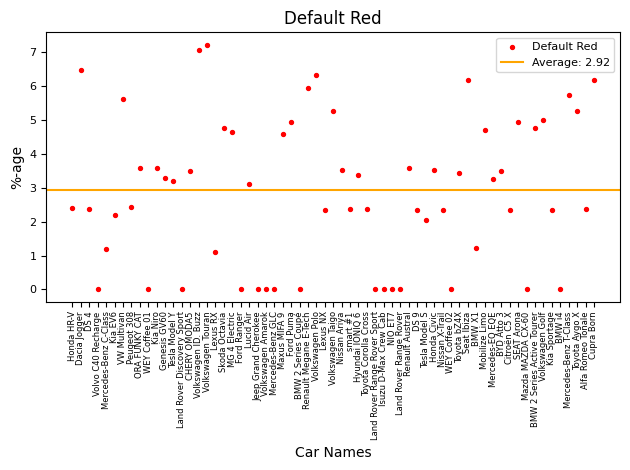 Default Red
Default Red
Average: 2.92
%-age
7
6
5
4
3
2
1
0
Honda HR-V
Dacia Jogger
DS 4
Volvo C40 Recharge
Mercedes-Benz C-Class
Kia EV6
VW Multivan
Peugeot 308
ORA FUNKY CAT
WEY Coffee 01
Kia Niro
Genesis GV60
Tesla Model Y
Land Rover Discovery Sport
CHERY OMODA5
Volkswagen ID. Buzz
Volkswagen Touran
Lexus RX
Skoda Octavia
MG 4 Electric
Ford Ranger
Lucid Air
Jeep Grand Cherokee
Volkswagen Amarok
Mercedes-Benz GLC
Maxus MIFA 9
Ford Puma
BMW 2 Series Coupé
Renault Megane E-Tech
Volkswagen Polo
Lexus NX
Volkswagen Taigo
Nissan Ariya
smart #1
Hyundai IONIQ 6
Toyota Corolla Cross
Land Rover Range Rover Sport
Isuzu D-Max Crew Cab
NIO ET7
Land Rover Range Rover
Renault Austral
DS 9
Tesla Model S
Honda Civic
Nissan X-Trail
WEY Coffee 02
Toyota bZ4X
Seat Ibiza
BMW X1
Mobilize Limo
Mercedes-EQ EQE
BYD Atto 3
Citroen C5 X
SEAT Arona
Mazda MAZDA CX-60
BMW 2 Series Active Tourer
Volkswagen Golf
Kia Sportage
BMW i4
Mercedes-Benz T-Class
Toyota Aygo X
Alfa Romeo Tonale
Cupra Born
Car Names